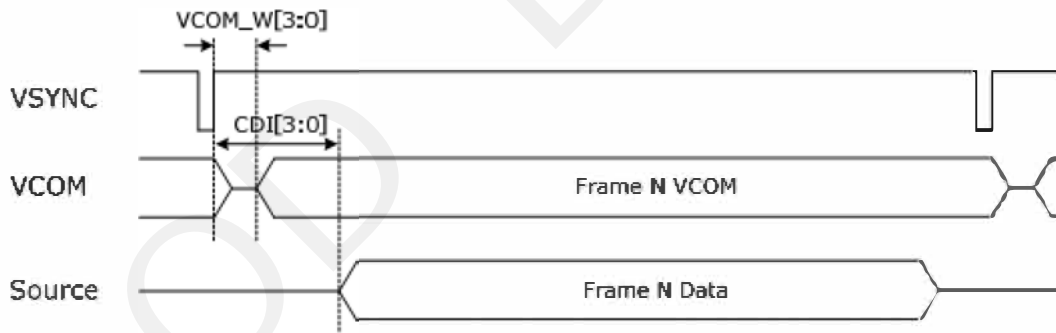 VCOM_W[3:0]
VSYNC
CDI[3:0]
VCOM
Frame N VCOM
Source
Frame N Data